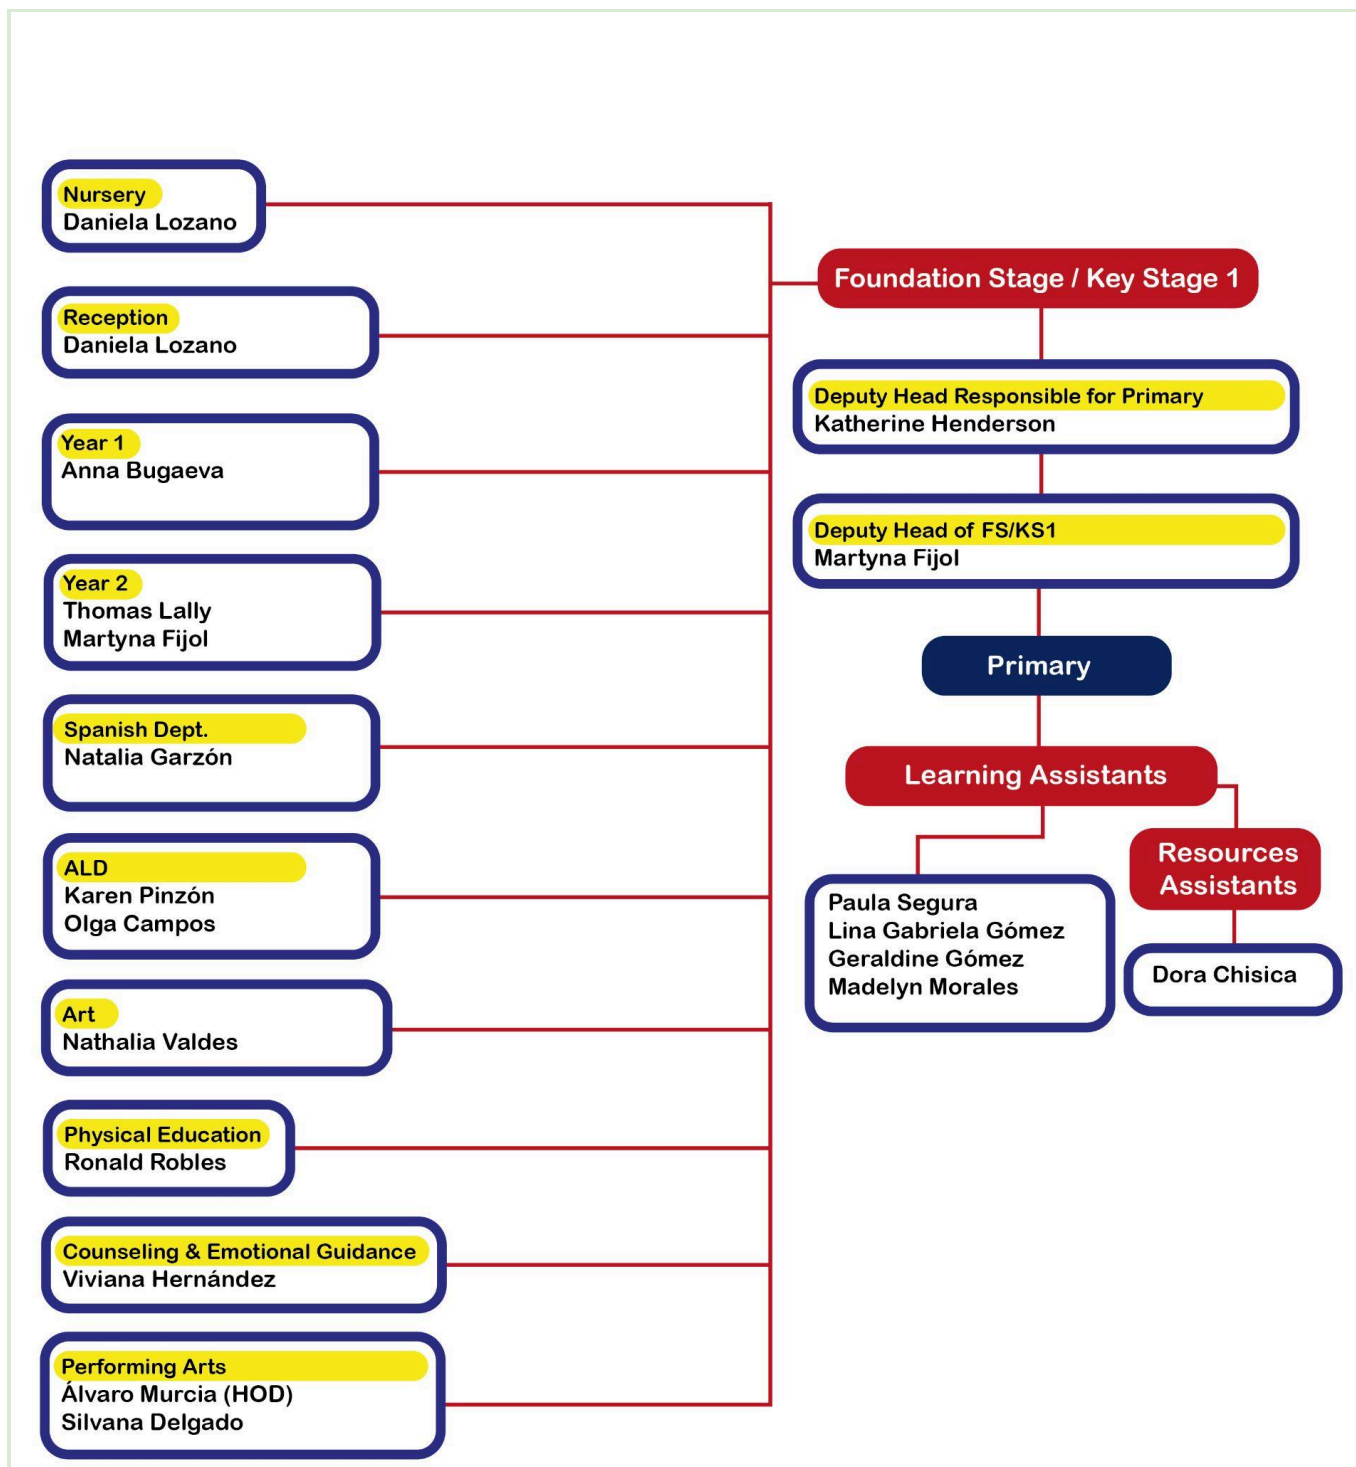 Nursery
Daniela Lozano
Reception
Daniela Lozano
Year 1
Anna Bugaeva
Year 2
Thomas Lally
Martyna Fijol
Spanish Dept.
Natalia Garzón
ALD
Karen Pinzón
Olga Campos
Art
Nathalia Valdes
Physical Education
Ronald Robles
Counseling & Emotional Guidance
Viviana Hernández
Performing Arts
Álvaro Murcia (HOD)
Silvana Delgado
Foundation Stage / Key Stage 1
Deputy Head Responsible for Primary
Katherine Henderson
Deputy Head of FS/KS1
Martyna Fijol
Primary
Learning Assistants
Paula Segura
Lina Gabriela Gómez
Geraldine Gómez
Madelyn Morales
Resources
Assistants
Dora Chisica